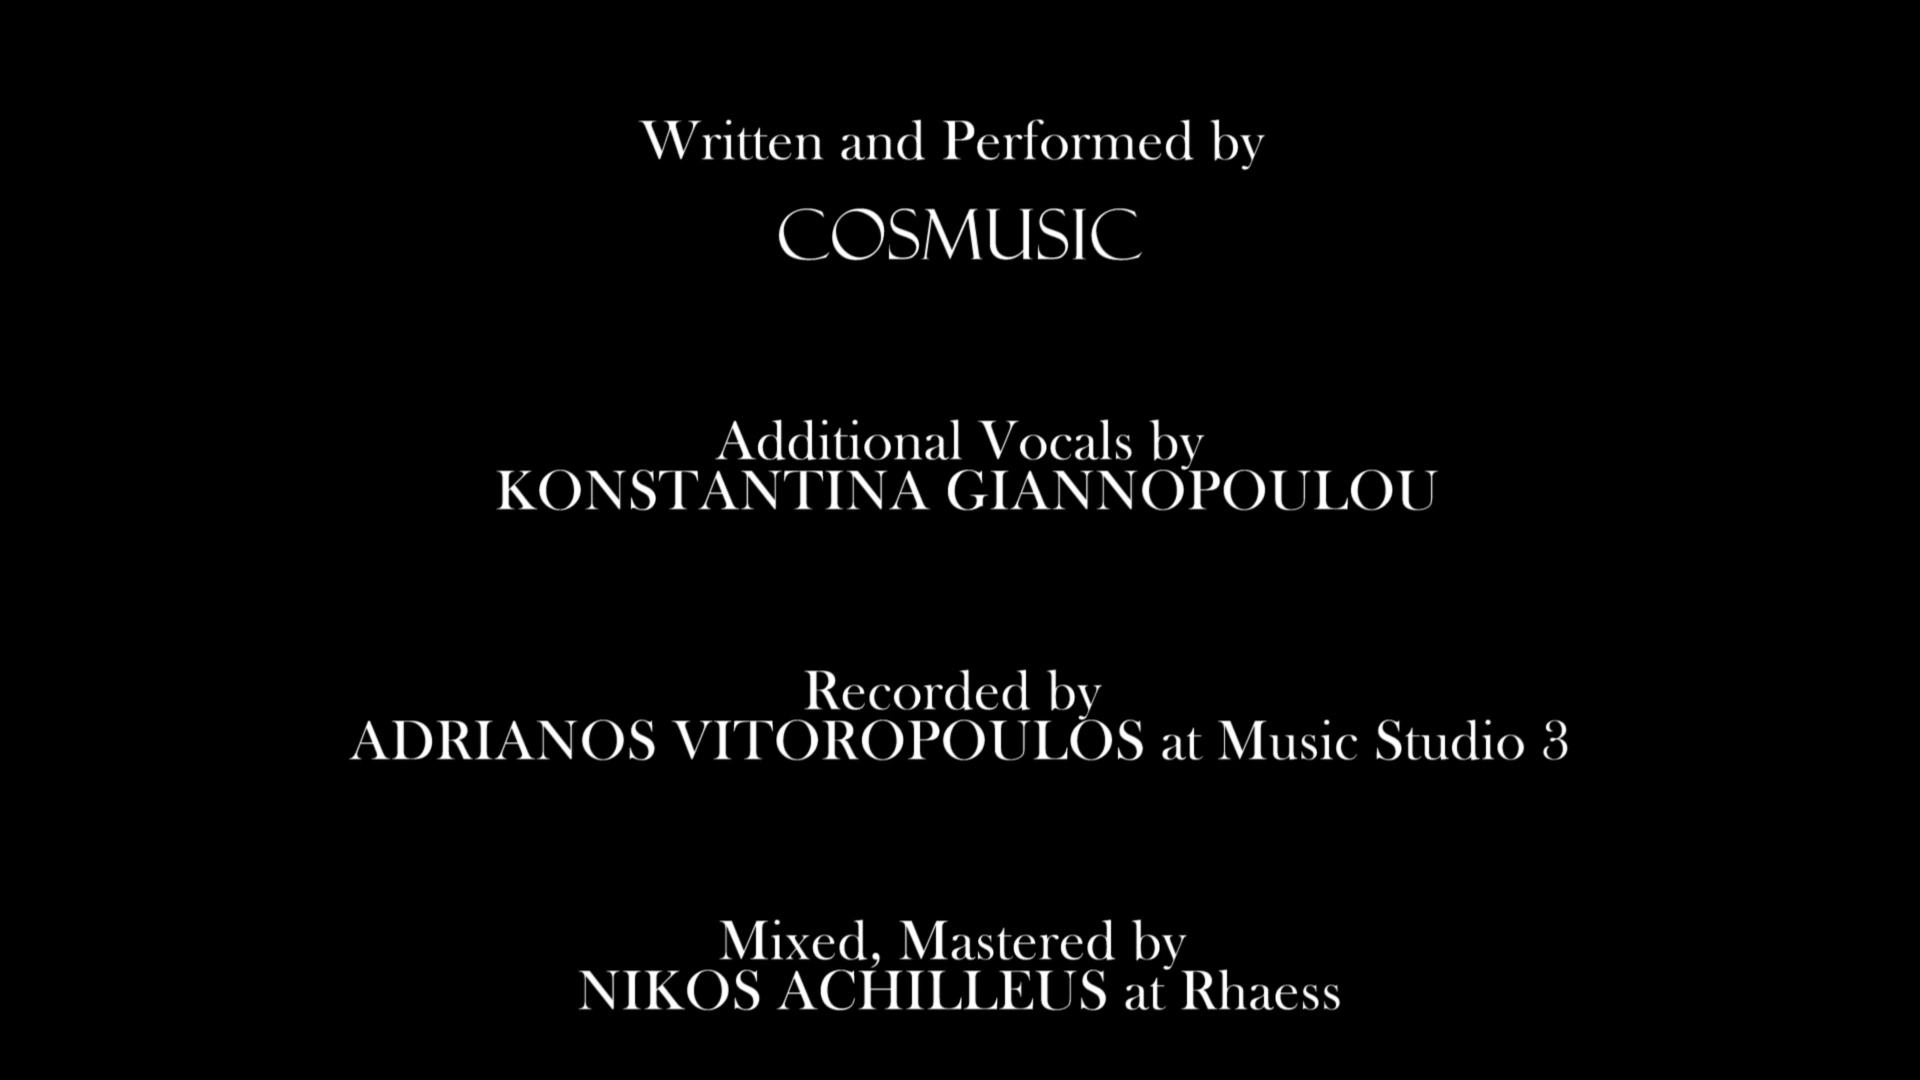 Written and Performed by
COSMUSIC
Additional Vocals by
KONSTANTINA GIANNOPOULOU
Recorded by
ADRIANOS VITOROPOULOS at Music Studio 3
Mixed, Mastered by
NIKOS ACHILLEUS at Rhaess